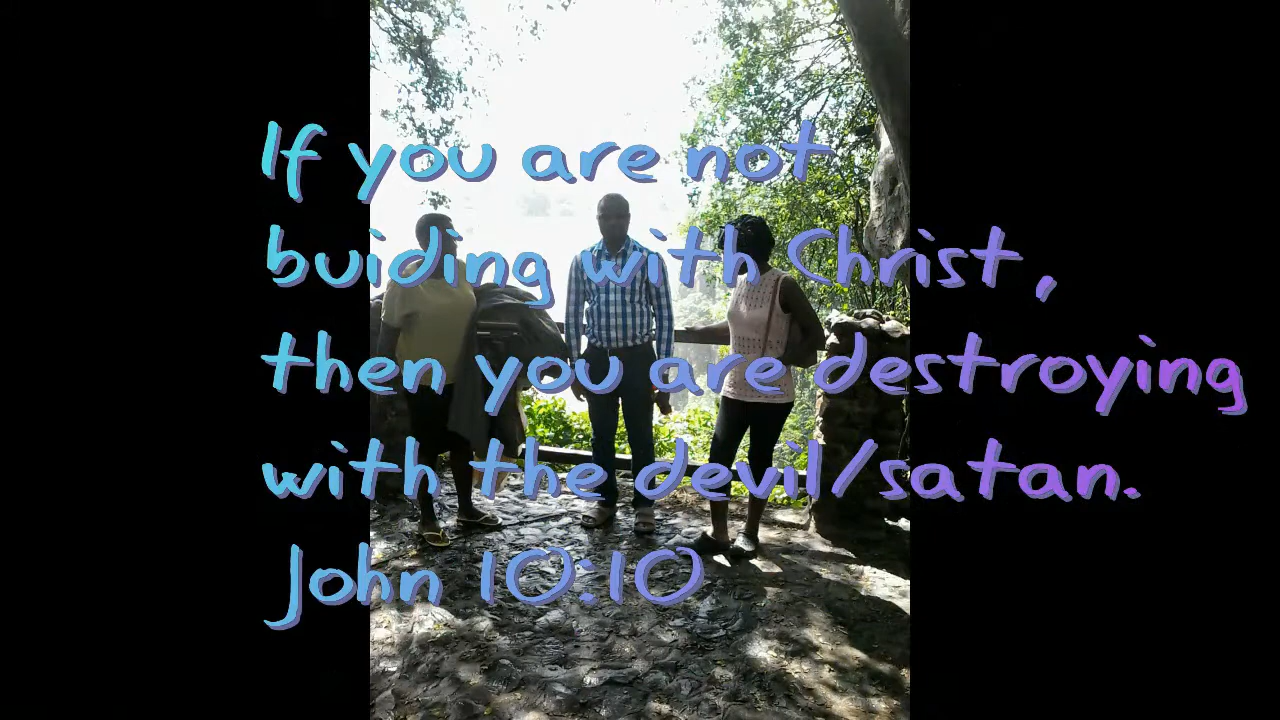 If you are not
buiding with Christ ,
then you are destroying
with the devil/satan.
John 10:10